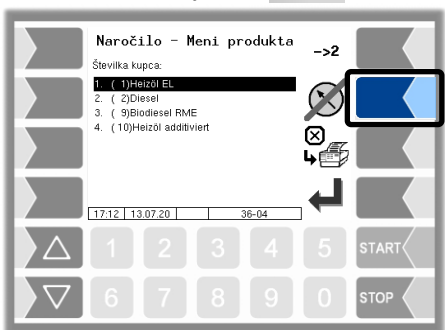 Naročilo - Meni produkta
->2
Številka kupca:
1. ( 1)Heizöl EL
2. ( 2)Diesel
3. ( 9)Biodiesel RME
4. ( 10)Heizöl additiviert
17:12 13.07.20 36-04
1 2 3 4 5 START
6 7 8 9 0 STOP